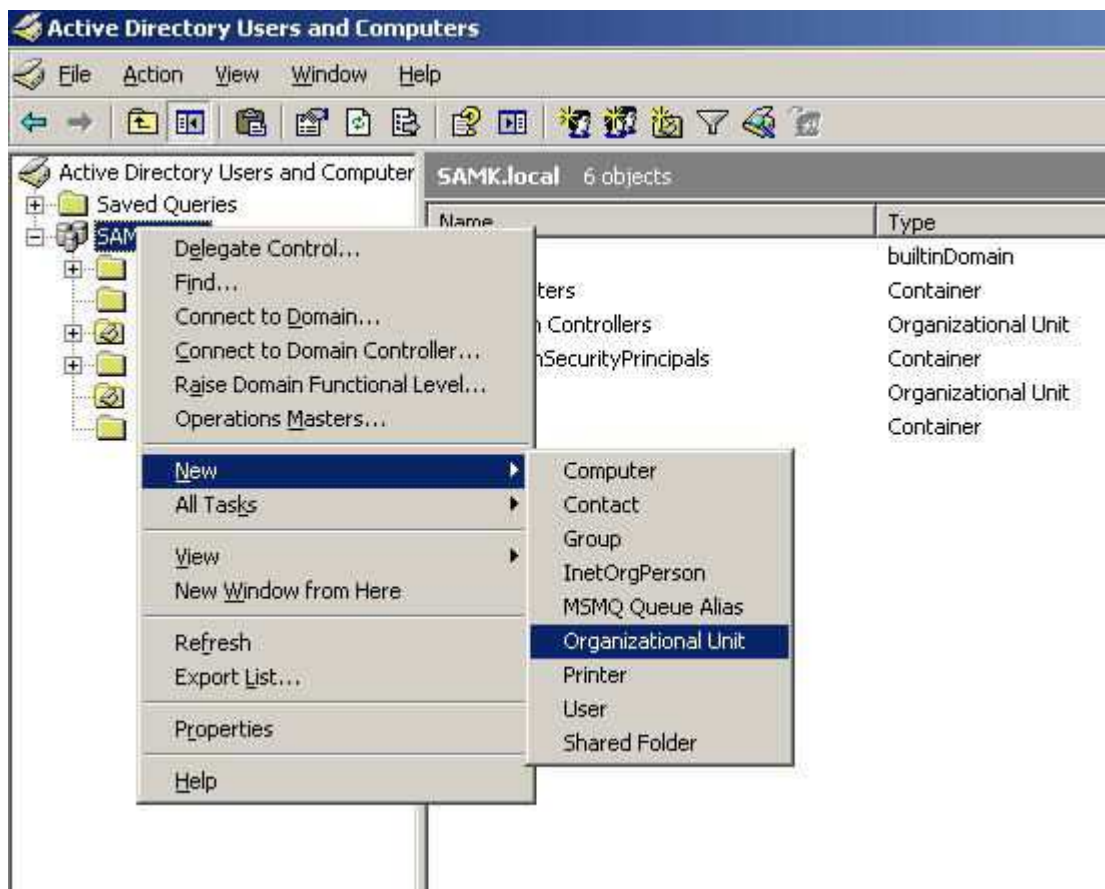 Active Directory Users and Computers
File Action View Window Help
Active Directory Users and Computer
Saved Queries
SAM
SAMK.local 6 objects
Name Type
builtinDomain
ters Container
n Controllers Organizational Unit
nSecurityPrincipals Container
Organizational Unit
Container
Delegate Control...
Find...
Connect to Domain...
Connect to Domain Controller...
Raise Domain Functional Level...
Operations Masters...
New
All Tasks
View
New Window from Here
Refresh
Export List...
Properties
Help
Computer
Contact
Group
InetOrgPerson
MSMQ Queue Alias
Organizational Unit
Printer
User
Shared Folder